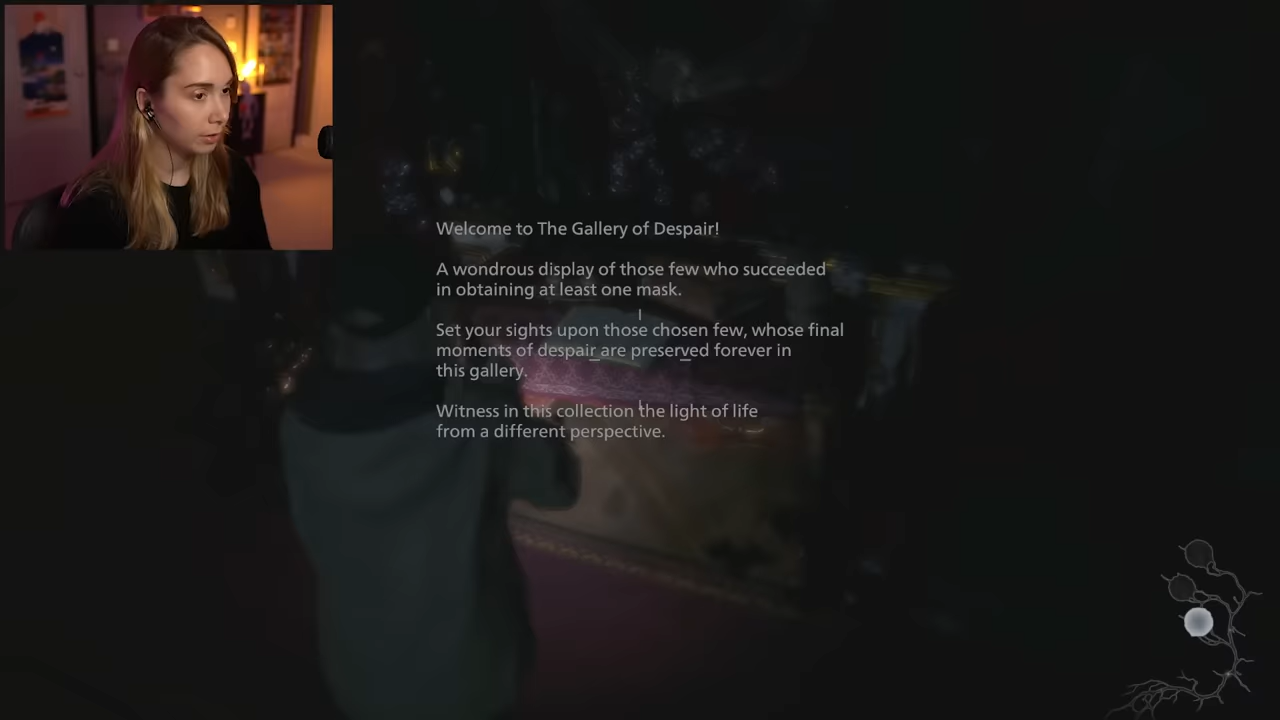 Welcome to The Gallery of Despair!
A wondrous display of those few who succeeded
in obtaining at least one mask.
Set your sights upon those chosen few, whose final
moments of despair are preserved forever in
this gallery.
Witness in this collection the light of life
from a different perspective.